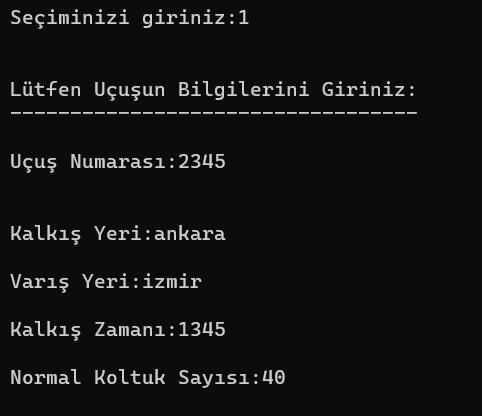 Seçiminizi giriniz:1
Lütfen Uçuşun Bilgilerini Giriniz:
----------------------------------
Uçuş Numarası:2345
Kalkış Yeri:ankara
Varış Yeri:izmir
Kalkış Zamanı:1345
Normal Koltuk Sayısı:40